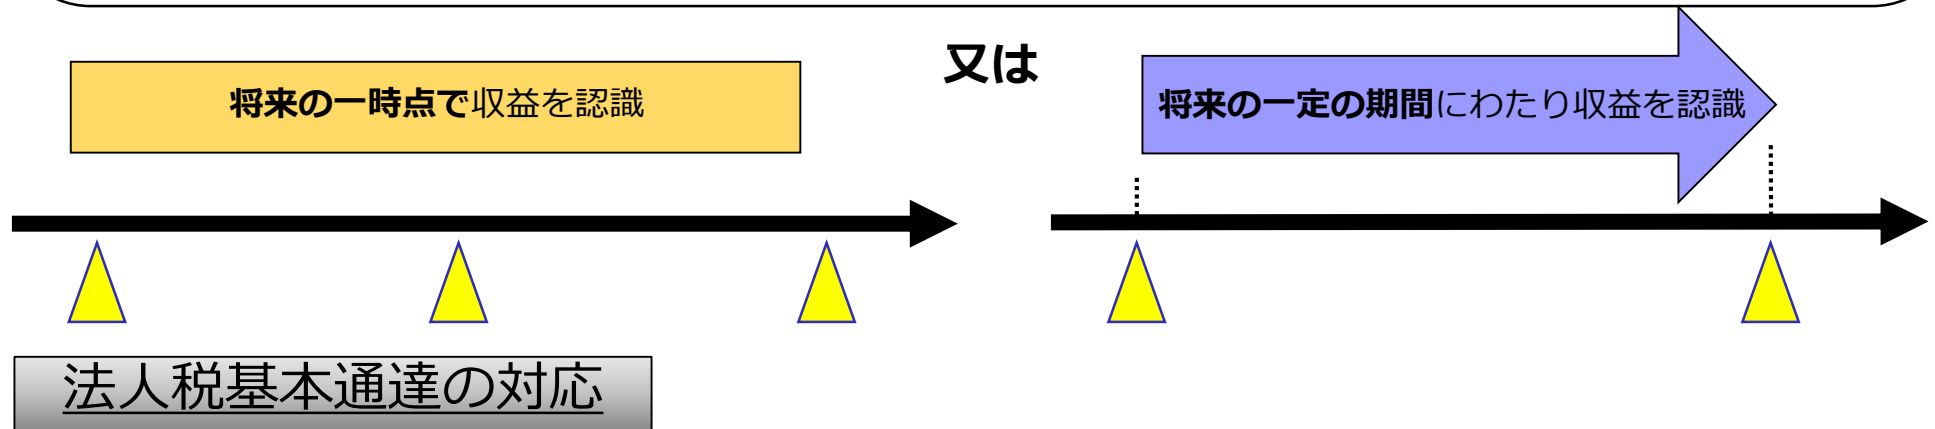 又は
将来の一時点で収益を認識
将来の一定の期間にわたり収益を認識
法人税基本通達の対応